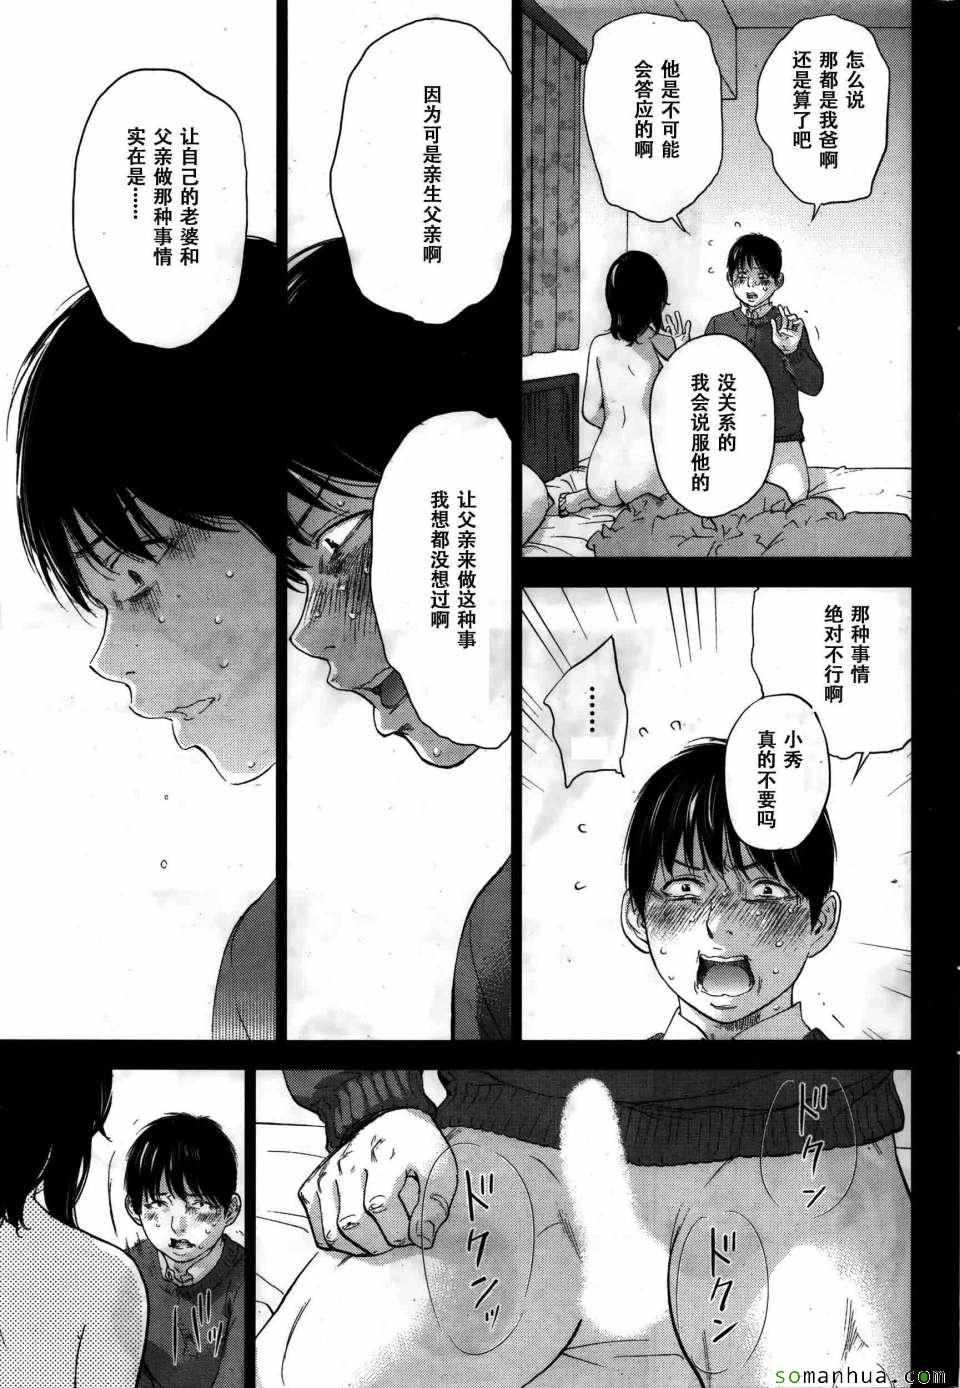 怎么说
那都是我爸啊
还是算了吧
他是不可能
会答应的啊
没关系的
我会说服他的
那种事情
绝对不行啊
小秀
真的不要吗
……
因为可是亲生父亲啊
让父亲来做这种事
我想都没想过啊
让自己的老婆和
父亲做那种事情
实在是……
ドクン
ドクン
ドクンッ
ドクン
somanhua.com